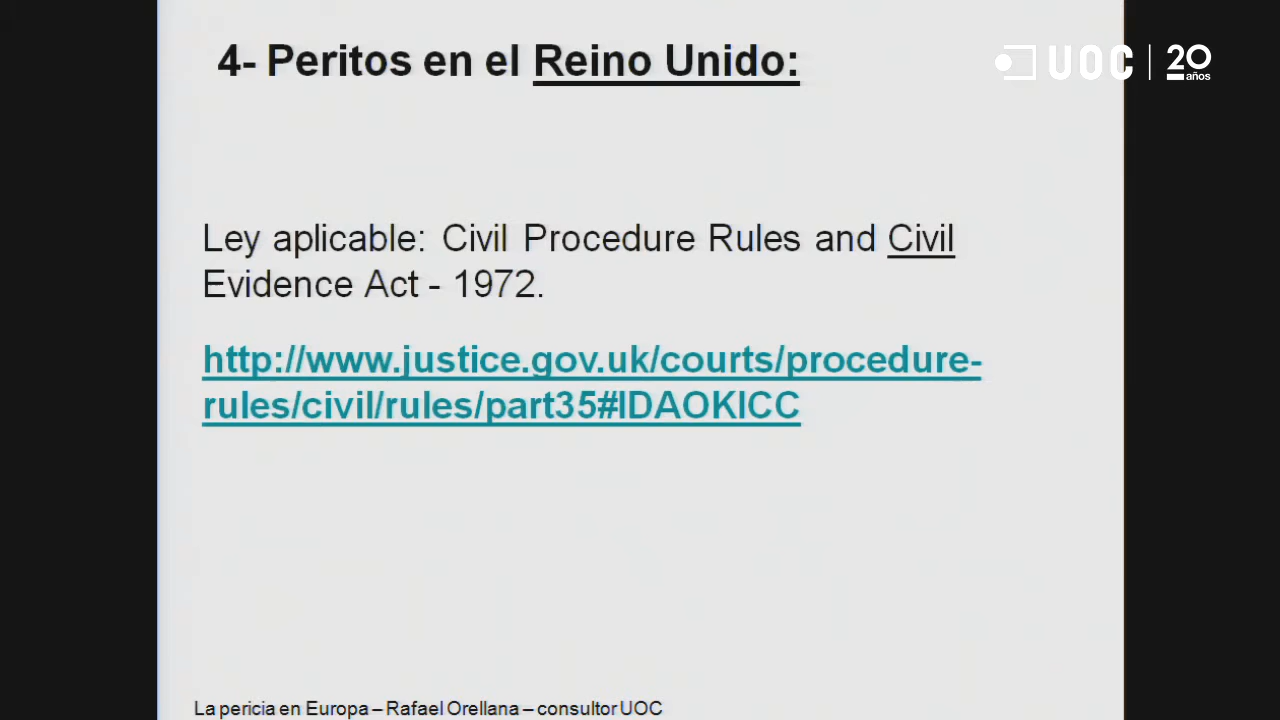 4- Peritos en el Reino Unido:
UOC | 20 años
Ley aplicable: Civil Procedure Rules and Civil
Evidence Act - 1972.
http://www.justice.gov.uk/courts/procedure-
rules/civil/rules/part35#IDAOKICC
La pericia en Europa – Rafael Orellana – consultor UOC